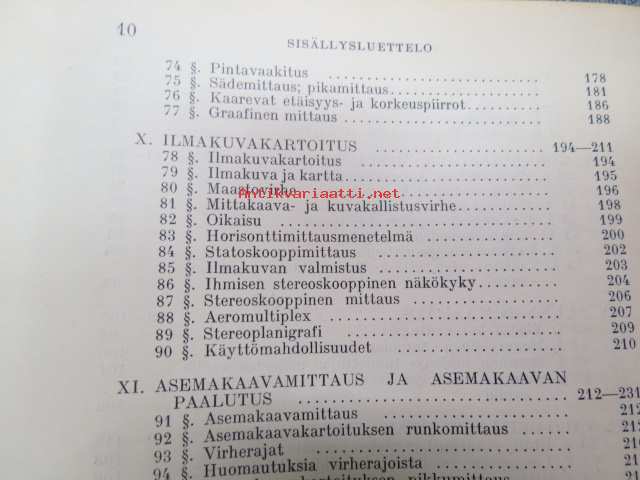 10
SISÄLLYSLUETTELO
74 §. Pintavaakitus 178
75 §. Sädemittaus; pikamittaus 181
76 §. Kaarevat etäisyys- ja korkeuspiirrot 186
77 §. Graafinen mittaus 188
X. ILMAKUVAKARTOITUS 194—211
78 §. Ilmakuvakartoitus 194
79 §. Ilmakuva ja kartta 195
80 §. Maastovirhe 196
antikvariaatti.net
81 §. Mittakaava- ja kuvakallistusvirhe 198
82 §. Oikaisu 199
83 §. Horisonttimittausmenetelmä 200
84 §. Statoskooppimittaus 202
85 §. Ilmakuvan valmistus 203
86 §. Ihmisen stereoskooppinen näkökyky 204
87 §. Stereoskooppinen mittaus 206
88 §. Aeromultiplex 207
89 §. Stereoplanigrafi 209
90 §. Käyttömahdollisuudet 210
XI. ASEMAKAAVAMITTAUS JA ASEMAKAAVAN
PAALUTUS 212—231
91 §. Asemakaavamittaus 212
92 §. Asemakaavakartoituksen runkomittaus
93 §. Virherajat
94 §. Huomautuksia virherajoista